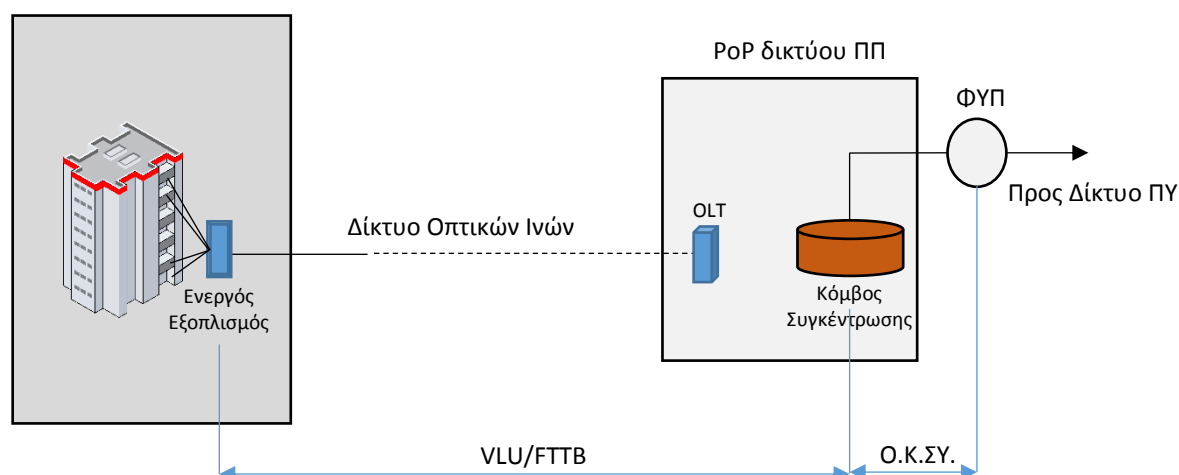 PoP δικτύου ΠΠ
ΦΥΠ
Προς Δίκτυο ΠΥ
OLT
Δίκτυο Οπτικών Ινών
Ενεργός
Εξοπλισμός
Κόμβος
Συγκέντρωσης
VLU/FTTB
Ο.Κ.ΣΥ.